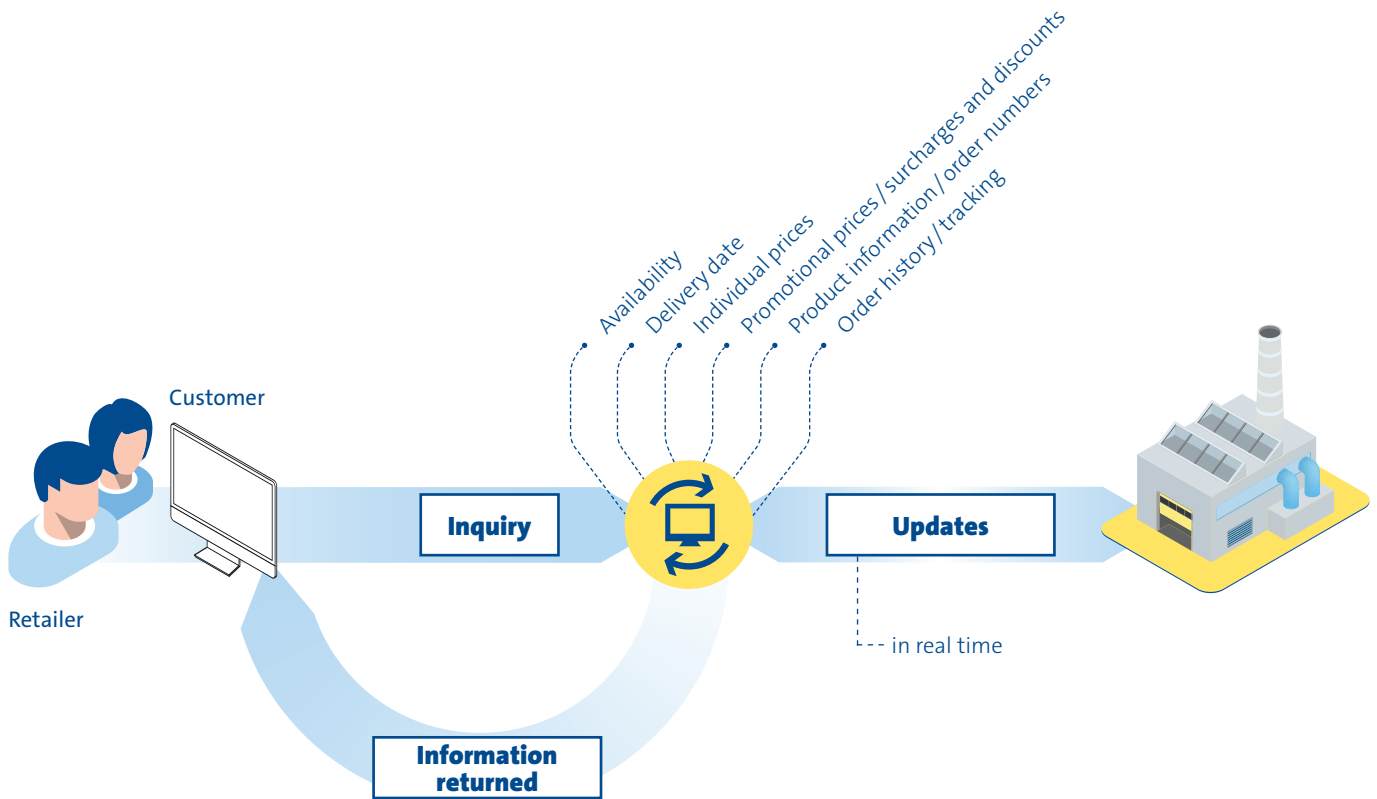 Availability
Delivery date
Individual prices
Promotional prices / surcharges and discounts
Product information / order numbers
Order history / tracking
Customer
Retailer
Inquiry
Updates
in real time
Information
returned